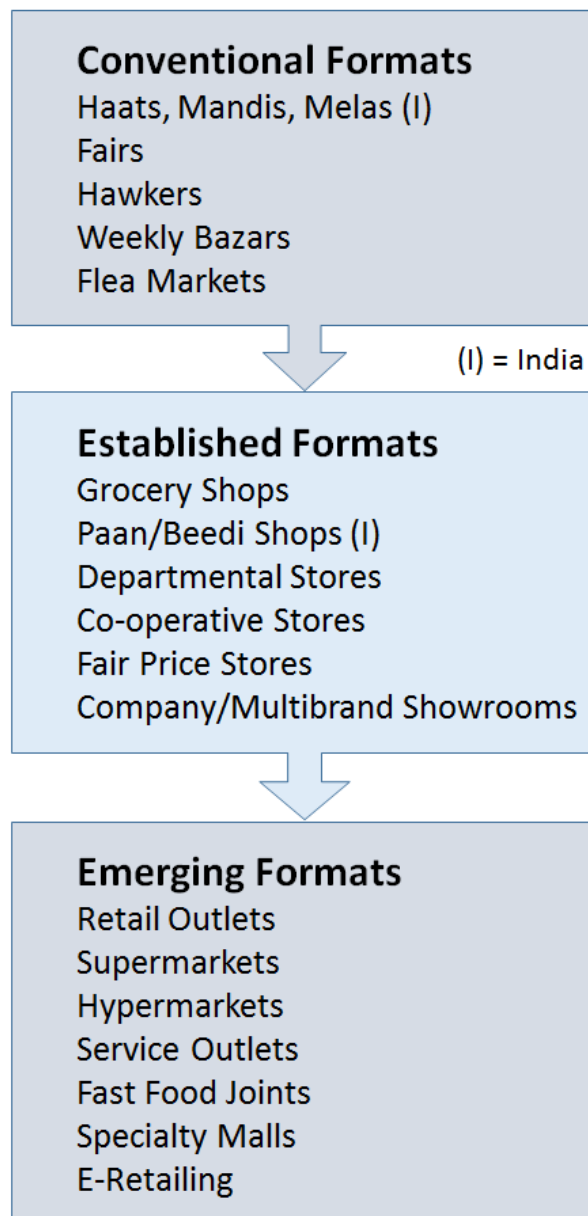 Conventional Formats
Haats, Mandis, Melas (I)
Fairs
Hawkers
Weekly Bazars
Flea Markets
(I) = India
Established Formats
Grocery Shops
Paan/Beedi Shops (I)
Departmental Stores
Co-operative Stores
Fair Price Stores
Company/Multibrand Showrooms
Emerging Formats
Retail Outlets
Supermarkets
Hypermarkets
Service Outlets
Fast Food Joints
Specialty Malls
E-Retailing